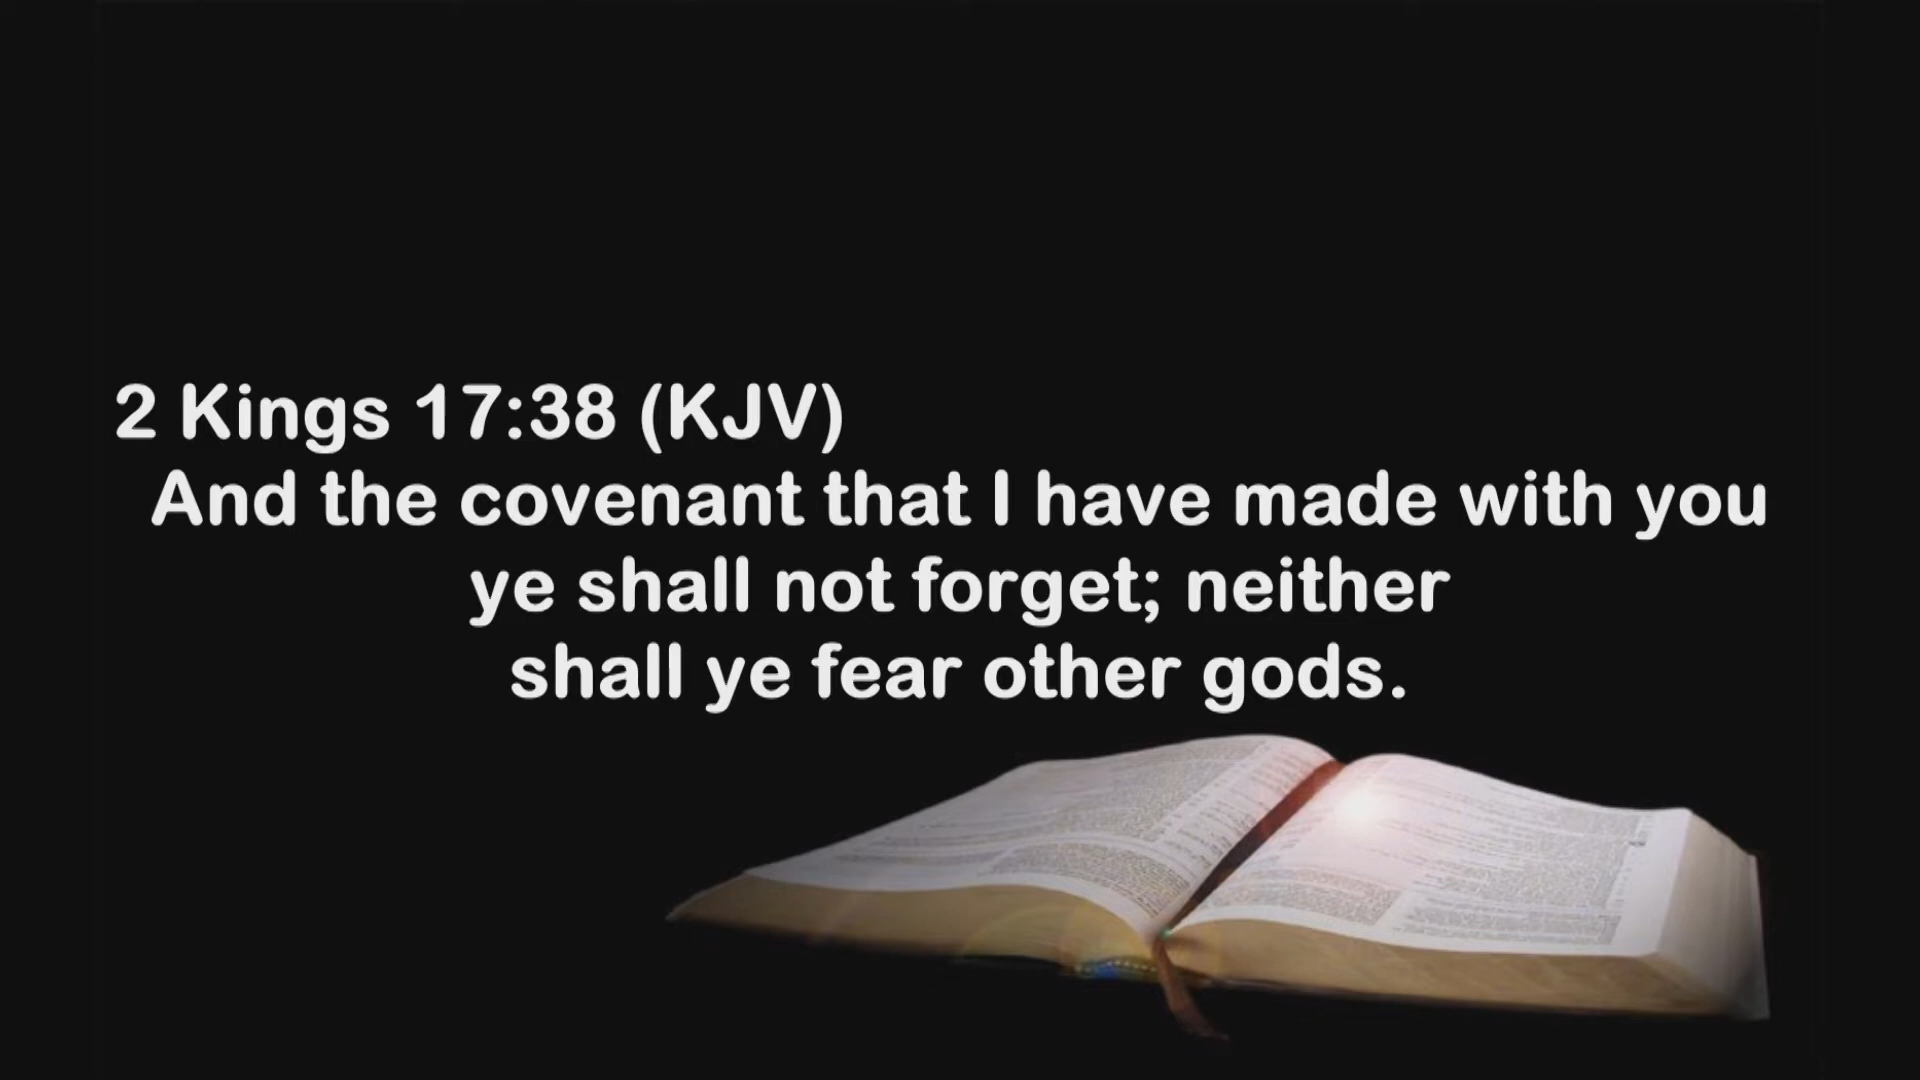 2 Kings 17:38 (KJV)
And the covenant that I have made with you
ye shall not forget; neither
shall ye fear other gods.